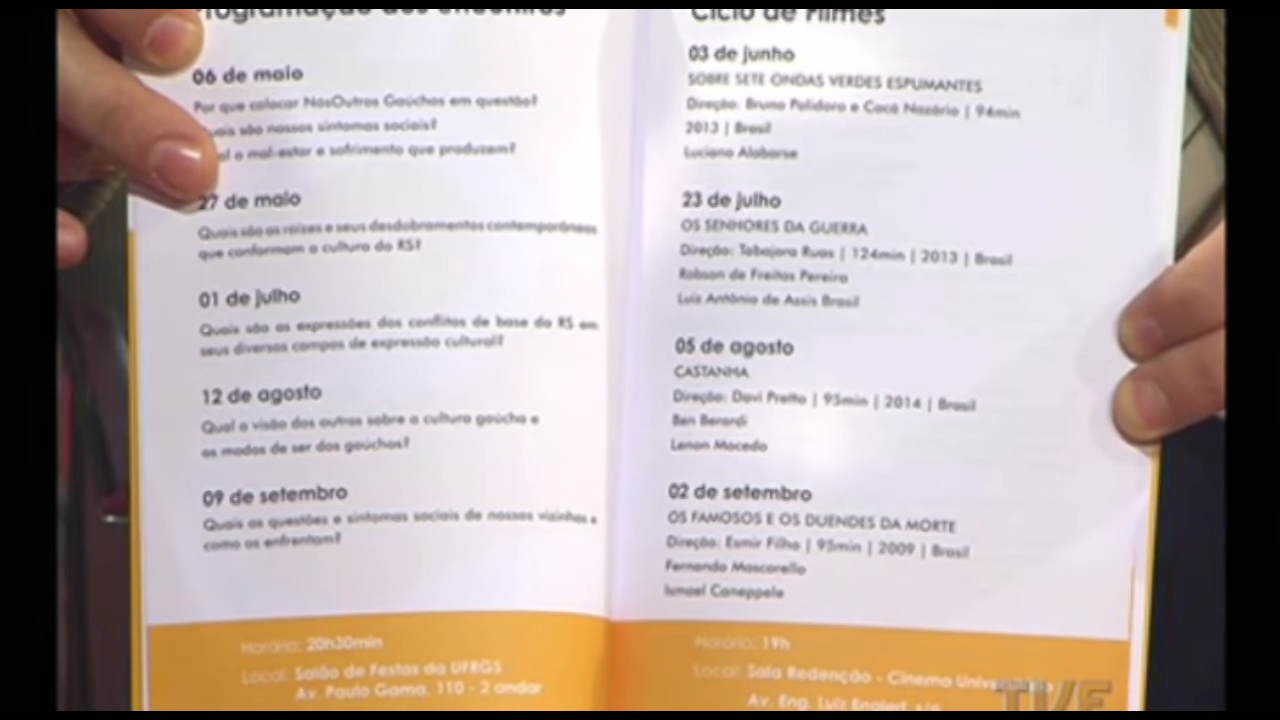 Programação dos encontros
06 de maio
Por que colocar NósOutros Gaúchos em questão?
Quais são nossos sintomas sociais?
o mal-estar e sofrimento que produzem?
27 de maio
Quais são as raízes e seus desdobramentos contemporâneos
que conformam a cultura do RS?
01 de julho
Quais são as expressões dos conflitos de base do RS em
seus diversos campos de expressão cultural?
12 de agosto
Qual a visão dos outros sobre a cultura gaúcha e
os modos de ser dos gaúchos?
09 de setembro
Quais as questões e sintomas sociais de nossos vizinhos e
como os enfrentam?
Horário: 20h30min
Local: Salão de Festas da UFRGS
Av. Paulo Gama, 110 - 2 andar
Ciclo de Filmes
03 de junho
SOBRE SETE ONDAS VERDES ESPUMANTES
Direção: Bruno Polidoro e Cacá Nazário | 94min
2013 | Brasil
Luciano Alabarse
23 de julho
OS SENHORES DA GUERRA
Direção: Tabajara Ruas | 124min | 2013 | Brasil
Robson de Freitas Pereira
Luiz Antônio de Assis Brasil
05 de agosto
CASTANHA
Direção: Davi Pretto | 95min | 2014 | Brasil
Ben Berardi
Lenon Macedo
02 de setembro
OS FAMOSOS E OS DUENDES DA MORTE
Direção: Esmir Filho | 95min | 2009 | Brasil
Fernando Mascarello
Ismael Caneppele
Horário: 19h
Local: Sala Redenção - Cinema
Av. Eng. Luiz Englert, s/n
TVE